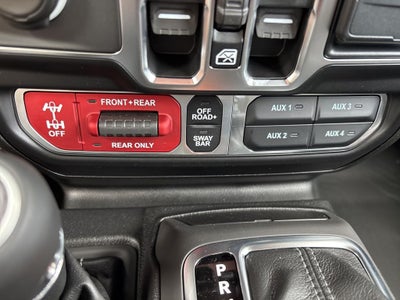 FRONT+REAR
OFF
REAR ONLY
OFF
ROAD+
SWAY
BAR
AUX 1
AUX 3
AUX 2
AUX 4
P
R
N